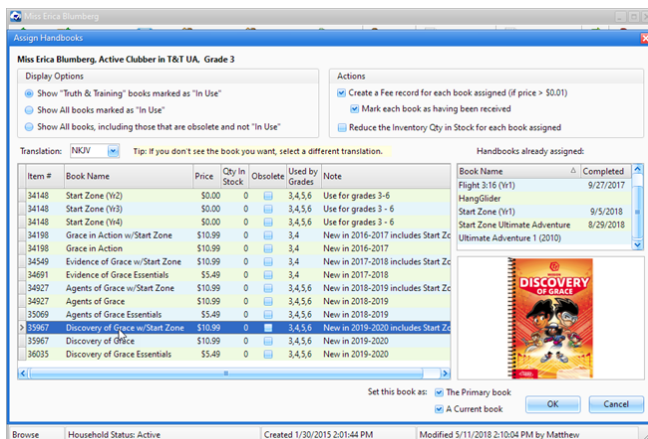 Miss Erica Blumberg
Assign Handbooks
Miss Erica Blumberg, Active Clubber in T&T UA, Grade 3
Display Options
Show "Truth & Training" books marked as "In Use"
Show All books marked as "In Use"
Show All books, including those that are obsolete and not "In Use"
Actions
Create a Fee record for each book assigned (if price > $0.01)
Mark each book as having been received
Reduce the Inventory Qty in Stock for each book assigned
Translation: NKJV Tip: If you don't see the book you want, select a different translation.
Handbooks already assigned:
Item # Book Name Price Qty In Stock Obsolete Used by Grades Note
34148 Start Zone (Yr2) $0.00 0 3,4,5,6 Use for grades 3-6
34148 Start Zone (Yr3) $0.00 0 3,4,5,6 Use for grades 3 - 6
34148 Start Zone (Yr4) $0.00 0 3,4,5,6 Use for grades 3 - 6
34198 Grace in Action w/Start Zone $10.99 0 3,4 New in 2016-2017 includes Start Zo
34198 Grace in Action $10.99 0 3,4 New in 2016-2017
34549 Evidence of Grace w/Start Zone $10.99 0 3,4 New in 2017-2018 includes Start Zo
34691 Evidence of Grace Essentials $5.49 0 3,4 New in 2017-2018
34927 Agents of Grace w/Start Zone $10.99 0 3,4,5,6 New in 2018-2019 includes Start Zo
34927 Agents of Grace $10.99 0 3,4,5,6 New in 2018-2019
35069 Agents of Grace Essentials $5.49 0 3,4,5,6 New in 2018-2019
35967 Discovery of Grace w/Start Zone $10.99 0 3,4,5,6 New in 2019-2020 includes Start Zo
35967 Discovery of Grace $10.99 0 3,4,5,6 New in 2019-2020
36035 Discovery of Grace Essentials $5.49 0 3,4,5,6 New in 2019-2020
Book Name Completed
Flight 3:16 (Yr1) 9/27/2017
HangGlider
Start Zone (Yr1) 9/5/2018
Start Zone Ultimate Adventure 8/29/2018
Ultimate Adventure 1 (2010)
DISCOVERY
OF GRACE
Set this book as: The Primary book
A Current book
OK Cancel
Browse Household Status: Active Created 1/30/2015 2:01:44 PM Modified 5/11/2018 2:10:04 PM by Matthew